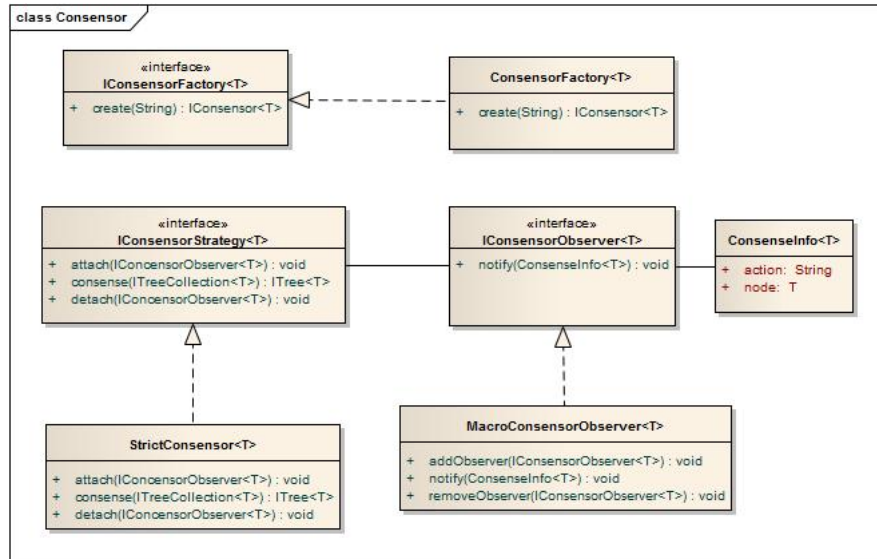 class Consensor
«interface»
IConsensorFactory<T>
+ create(String) : IConsensor<T>
ConsensorFactory<T>
+ create(String) : IConsensor<T>
«interface»
IConsensorStrategy<T>
+ attach(IConcensorObserver<T>) : void
+ consense(ITreeCollection<T>) : ITree<T>
+ detach(IConcensorObserver<T>) : void
«interface»
IConsensorObserver<T>
+ notify(ConsenseInfo<T>) : void
ConsenseInfo<T>
+ action: String
+ node: T
StrictConsensor<T>
+ attach(IConcensorObserver<T>) : void
+ consense(ITreeCollection<T>) : ITree<T>
+ detach(IConcensorObserver<T>) : void
MacroConsensorObserver<T>
+ addObserver(IConsensorObserver<T>) : void
+ notify(ConsenseInfo<T>) : void
+ removeObserver(IConsensorObserver<T>) : void